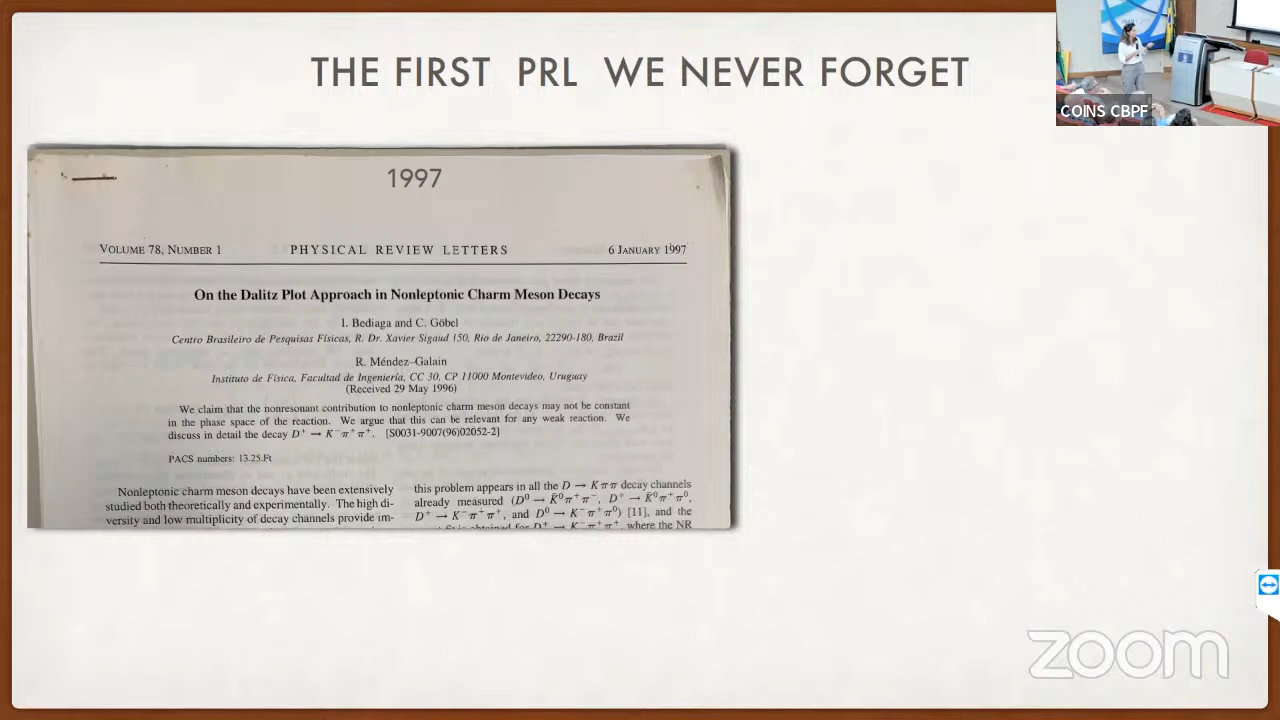 THE FIRST PRL WE NEVER FORGET
COINS CBPF
1997
VOLUME 78, NUMBER 1 PHYSICAL REVIEW LETTERS 6 JANUARY 1997
On the Dalitz Plot Approach in Nonleptonic Charm Meson Decays
I. Bediaga and C. Göbel
Centro Brasileiro de Pesquisas Físicas, R. Dr. Xavier Sigaud 150, Rio de Janeiro, 22290-180, Brazil
R. Méndez–Galain
Instituto de Física, Facultad de Ingeniería, CC 30, CP 11000 Montevideo, Uruguay
(Received 29 May 1996)
We claim that the nonresonant contribution to nonleptonic charm meson decays may not be constant
in the phase space of the reaction. We argue that this can be relevant for any weak reaction. We
discuss in detail the decay D⁺ → K⁻π⁺π⁺. [S0031-9007(96)02052-2]
PACS numbers: 13.25.Ft
Nonleptonic charm meson decays have been extensively
studied both theoretically and experimentally. The high di-
versity and low multiplicity of decay channels provide im-
this problem appears in all the D → Kππ decay channels
already measured (D⁰ → K̄⁰π⁺π⁻, D⁺ → K̄⁰π⁺π⁰,
D⁺ → K⁻π⁺π⁺, and D⁰ → K⁻π⁺π⁰) [11], and the
fit is obtained for D⁺ → K⁻π⁺π⁺, where the NR
zoom